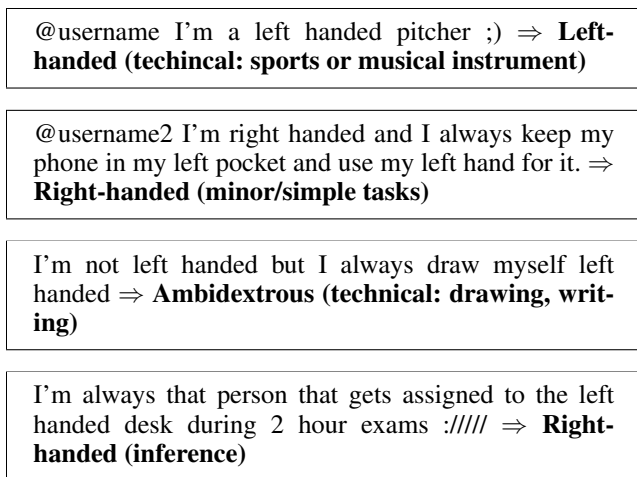 @username I'm a left handed pitcher ;) ⇒ Left-
handed (techincal: sports or musical instrument)
@username2 I'm right handed and I always keep my
phone in my left pocket and use my left hand for it. ⇒
Right-handed (minor/simple tasks)
I'm not left handed but I always draw myself left
handed ⇒ Ambidextrous (technical: drawing, writ-
ing)
I'm always that person that gets assigned to the left
handed desk during 2 hour exams ://///  ⇒ Right-
handed (inference)